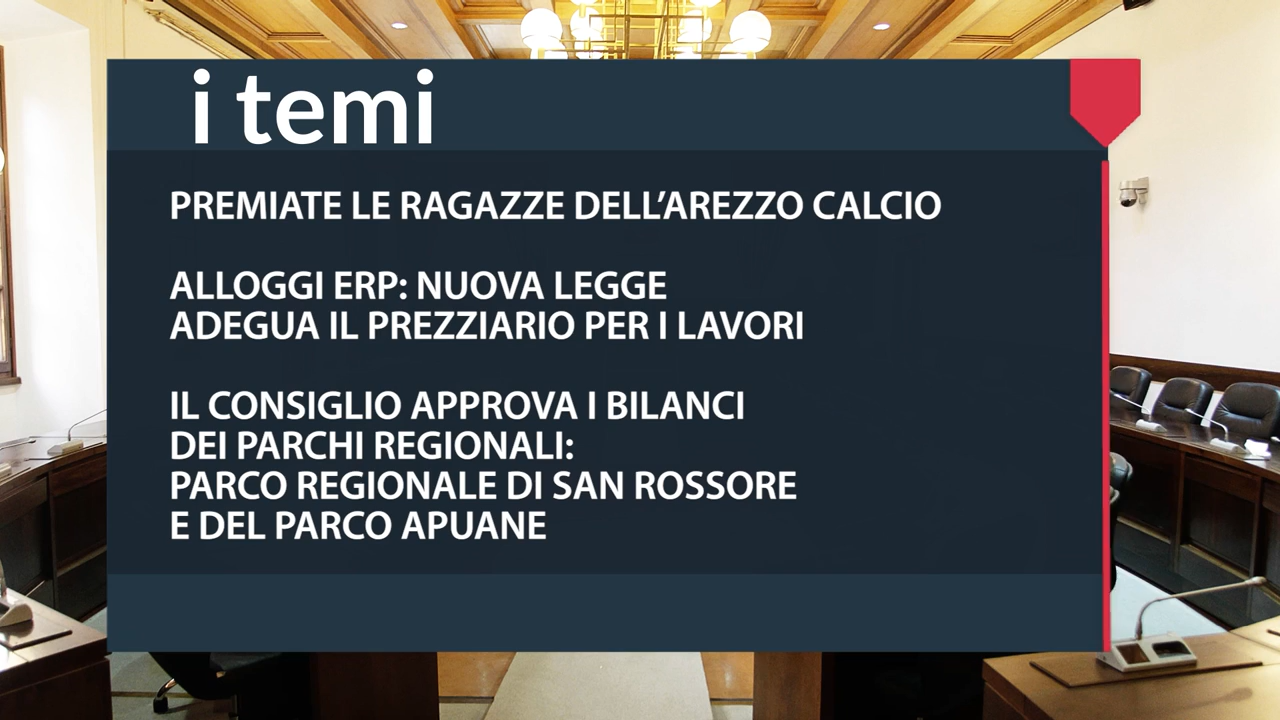 i temi
PREMIATE LE RAGAZZE DELL’AREZZO CALCIO
ALLOGGI ERP: NUOVA LEGGE
ADEGUA IL PREZZIARIO PER I LAVORI
IL CONSIGLIO APPROVA I BILANCI
DEI PARCHI REGIONALI:
PARCO REGIONALE DI SAN ROSSORE
E DEL PARCO APUANE